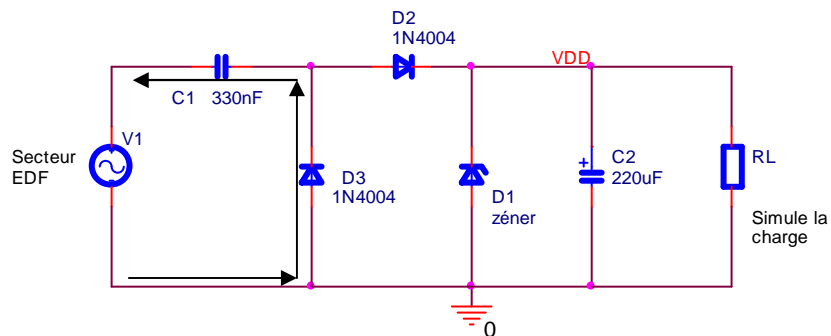 D2
1N4004
VDD
C1 330nF
V1
Secteur
EDF
D3
1N4004
D1
zéner
+
C2
220uF
RL
Simule la
charge
0